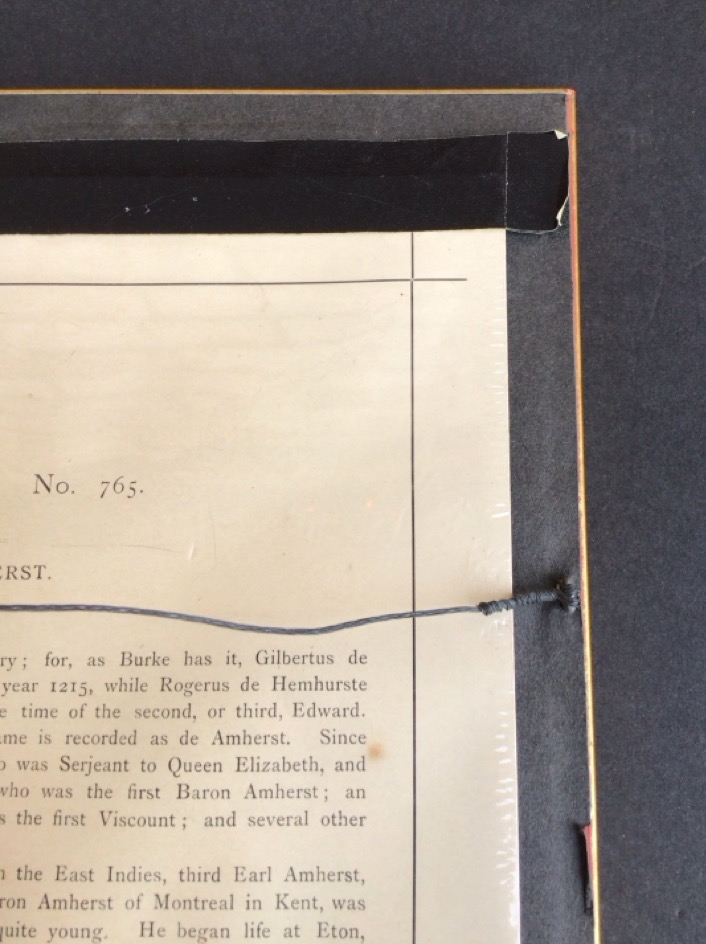 No. 765.
ERST.
ry; for, as Burke has it, Gilbertus de
year 1215, while Rogerus de Hemhurste
e time of the second, or third, Edward.
ame is recorded as de Amherst. Since
o was Serjeant to Queen Elizabeth, and
who was the first Baron Amherst; an
s the first Viscount; and several other
n the East Indies, third Earl Amherst,
ron Amherst of Montreal in Kent, was
quite young. He began life at Eton,